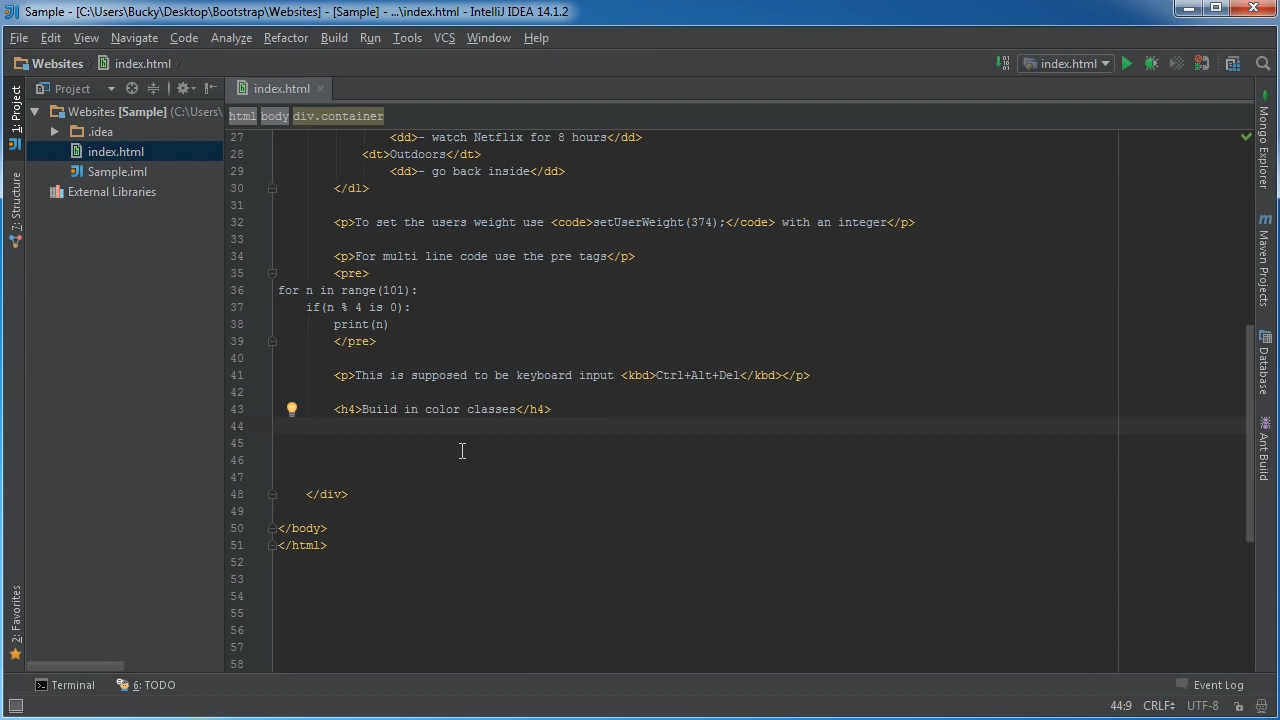 Sample - [C:\Users\Bucky\Desktop\Bootstrap\Websites] - [Sample] - ...\index.html - IntelliJ IDEA 14.1.2
File Edit View Navigate Code Analyze Refactor Build Run Tools VCS Window Help
Websites index.html index.html
1: Project
7: Structure
2: Favorites
Project
Websites [Sample] (C:\Users\
.idea
index.html
Sample.iml
External Libraries
index.html
html body div.container
27 <dd>- watch Netflix for 8 hours</dd>
28 <dt>Outdoors</dt>
29 <dd>- go back inside</dd>
30 </dl>
31
32 <p>To set the users weight use <code>setUserWeight(374);</code> with an integer</p>
33
34 <p>For multi line code use the pre tags</p>
35 <pre>
36 for n in range(101):
37 if(n % 4 is 0):
38 print(n)
39 </pre>
40
41 <p>This is supposed to be keyboard input <kbd>Ctrl+Alt+Del</kbd></p>
42
43 <h4>Build in color classes</h4>
44
45
46
47
48 </div>
49
50 </body>
51 </html>
52
53
54
55
56
57
58
Mongo Explorer
Maven Projects
Database
Ant Build
Terminal 6: TODO Event Log
44:9 CRLF UTF-8